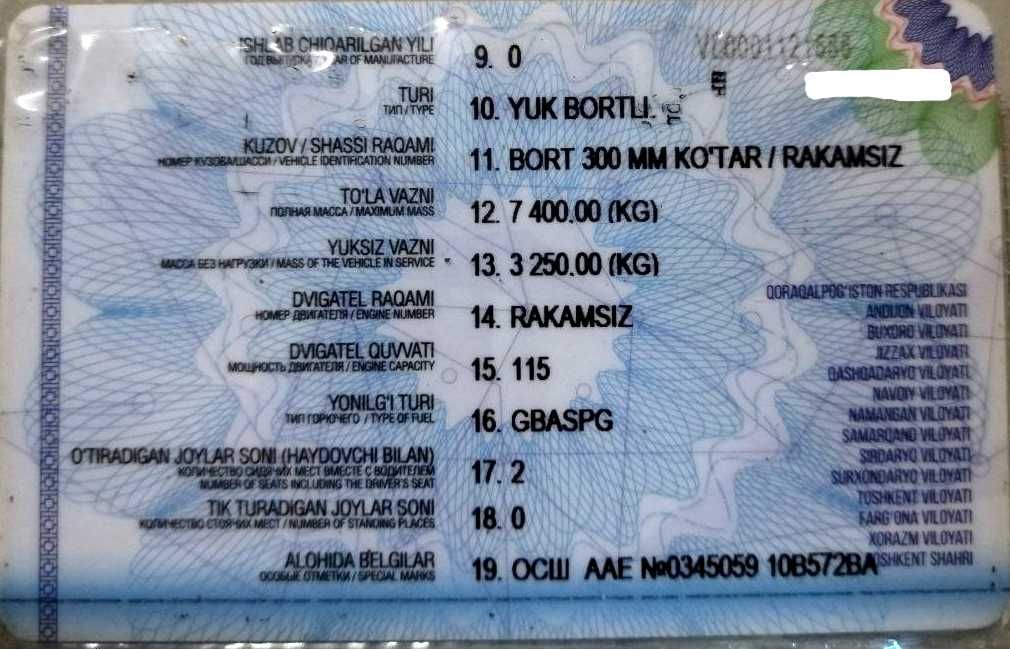 ISHLAB CHIQARILGAN YILI
ГОД ВЫПУСКА / YEAR OF MANUFACTURE
9. 0
TURI
ТИП / TYPE
10. YUK BORTLI
KUZOV / SHASSI RAQAMI
НОМЕР КУЗОВА/ШАССИ / VEHICLE IDENTIFICATION NUMBER
11. BORT 300 MM KO'TAR / RAKAMSIZ
TO'LA VAZNI
ПОЛНАЯ МАССА / MAXIMUM MASS
12. 7 400.00 (KG)
YUKSIZ VAZNI
МАССА БЕЗ НАГРУЗКИ / MASS OF THE VEHICLE IN SERVICE
13. 3 250.00 (KG)
DVIGATEL RAQAMI
НОМЕР ДВИГАТЕЛЯ / ENGINE NUMBER
14. RAKAMSIZ
DVIGATEL QUVVATI
МОЩНОСТЬ ДВИГАТЕЛЯ / ENGINE CAPACITY
15. 115
YONILG'I TURI
ТИП ГОРЮЧЕГО / TYPE OF FUEL
16. GBASPG
O'TIRADIGAN JOYLAR SONI (HAYDOVCHI BILAN)
КОЛИЧЕСТВО СИДЯЧИХ МЕСТ ВМЕСТЕ С ВОДИТЕЛЕМ
NUMBER OF SEATS INCLUDING THE DRIVER'S SEAT
17. 2
TIK TURADIGAN JOYLAR SONI
КОЛИЧЕСТВО СТОЯЧИХ МЕСТ / NUMBER OF STANDING PLACES
18. 0
ALOHIDA BELGILAR
ОСОБЫЕ ОТМЕТКИ / SPECIAL MARKS
19. ОСШ ААЕ №0345059 10B572BA
QORAQALPOG'ISTON RESPUBLIKASI
ANDIJON VILOYATI
BUXORO VILOYATI
JIZZAX VILOYATI
QASHQADARYO VILOYATI
NAVOIY VILOYATI
NAMANGAN VILOYATI
SAMARQAND VILOYATI
SIRDARYO VILOYATI
SURXONDARYO VILOYATI
TOSHKENT VILOYATI
FARG'ONA VILOYATI
XORAZM VILOYATI
TOSHKENT SHAHRI